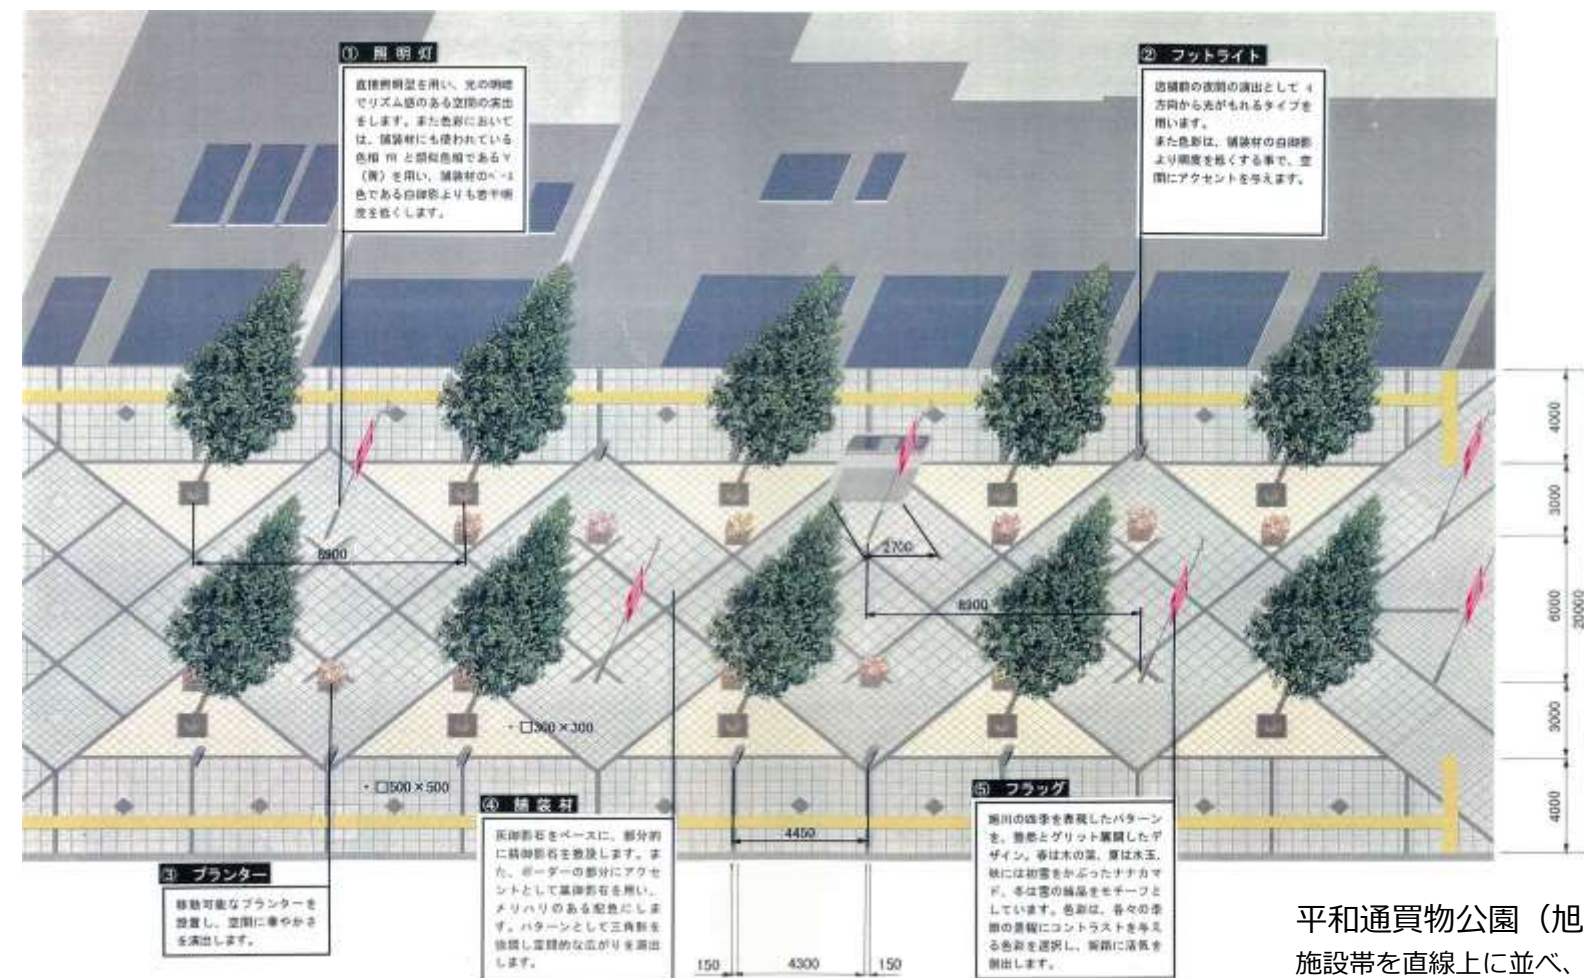 ① 照明灯
直接照明型を用い、光の明暗
でリズム感のある空間の演出
をします。また色彩において
は、舗装材にも使われている
色相 YR と類似色相であるY
(黄)を用い、舗装材のベース
色である白御影よりも若干明
度を低くします。
② フットライト
店舗前の夜間の演出として 4
方向から光がもれるタイプを
用います。
また色彩は、舗装材の白御影
より明度を低くする事で、空
間にアクセントを与えます。
4000
3000
6000
20000
3000
4000
8900
2700
8900
・□300×300
・□500×500
4450
150
4300
150
③ プランター
移動可能なプランターを
設置し、空間に華やかさ
を演出します。
④ 舗装材
灰御影石をベースに、部分的
に錆御影石を敷設します。ま
た、ボーダーの部分にアクセ
ントとして黒御影石を用い、
メリハリのある配色にしま
す。パターンとして三角形を
強調し空間的な広がりを演出
します。
⑤ フラッグ
旭川の四季を表現したパターン
を、グリット展開したデ
ザイン。春は木の葉、夏は水玉、
秋には初雪をかぶったナナカマ
ド、冬は雪の結晶をモチーフと
しています。色彩は、各々の季
節の景観にコントラストを与え
る色彩を選択し、街路に活気を
創出します。
平和通買物公園（旭
施設帯を直線上に並べ、